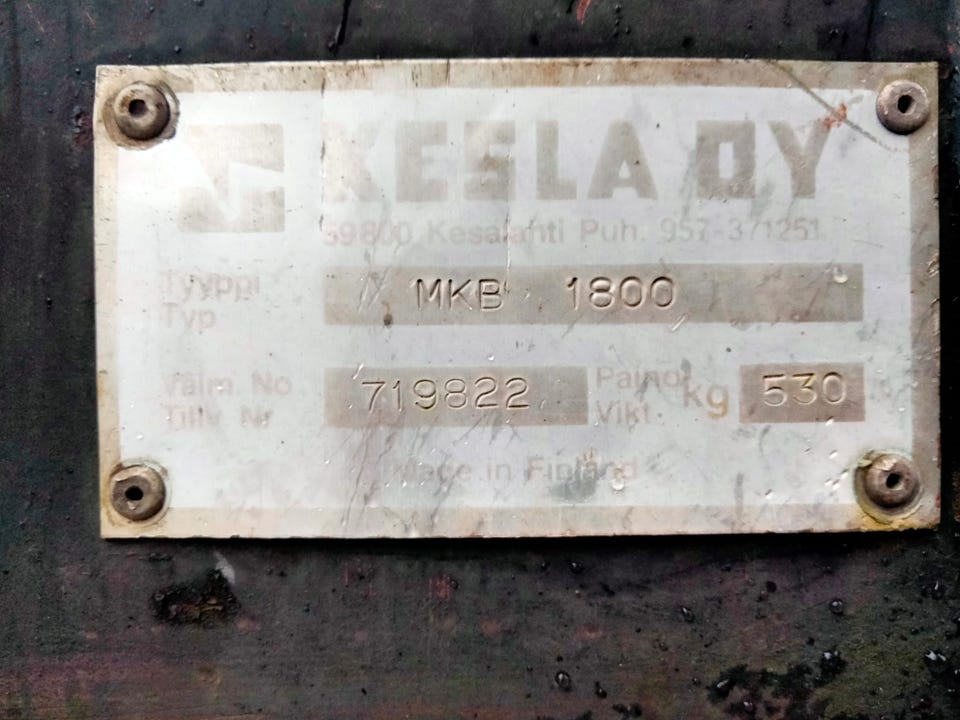 KESLA OY
59800 Kesälahti Puh. 957-371251
Tyyppi
Typ
MKB 1800
Valm. No
Tillv. Nr
719822
Paino
Vikt
kg
530
Made in Finland